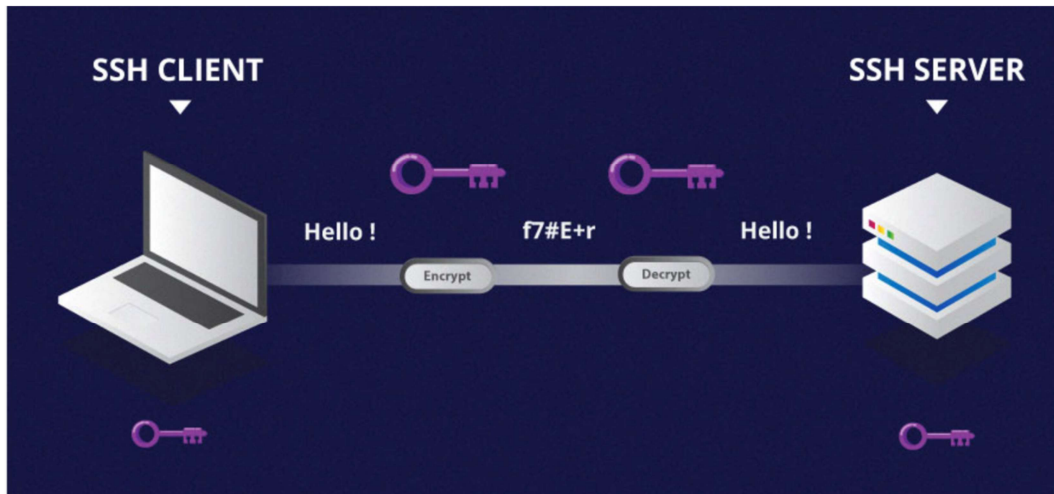 SSH CLIENT
SSH SERVER
Hello !
f7#E+r
Hello !
Encrypt
Decrypt